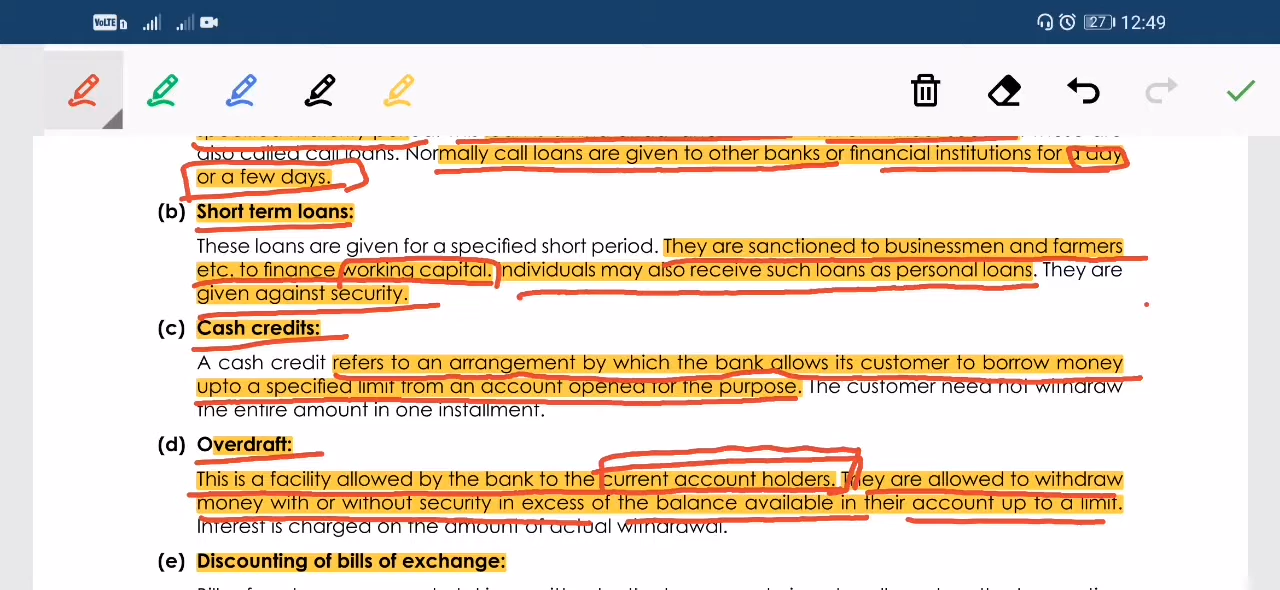 VoLTE 1 27 12:49
also called call loans. Normally call loans are given to other banks or financial institutions for a day
or a few days.
(b) Short term loans:
These loans are given for a specified short period. They are sanctioned to businessmen and farmers
etc. to finance working capital. Individuals may also receive such loans as personal loans. They are
given against security.
(c) Cash credits:
A cash credit refers to an arrangement by which the bank allows its customer to borrow money
upto a specified limit from an account opened for the purpose. The customer need not withdraw
the entire amount in one installment.
(d) Overdraft:
This is a facility allowed by the bank to the current account holders. They are allowed to withdraw
money with or without security in excess of the balance available in their account up to a limit.
Interest is charged on the amount of actual withdrawal.
(e) Discounting of bills of exchange: